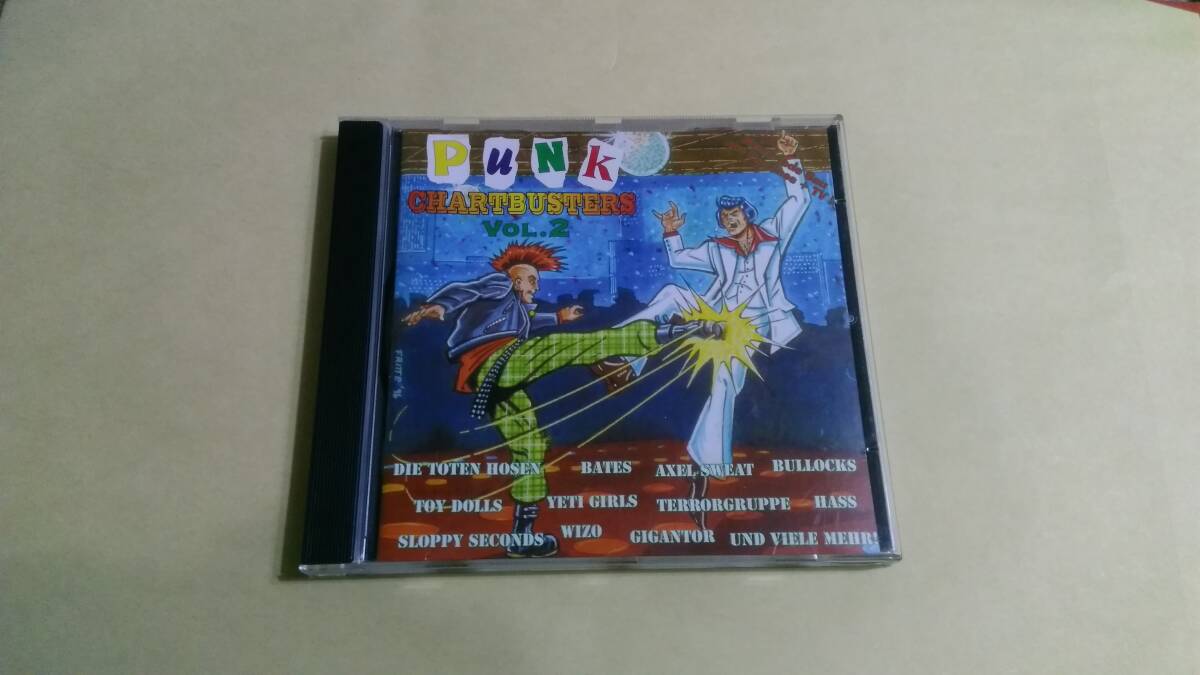 PUNK
CHARTBUSTERS
VOL.2
DIE TOTEN HOSEN BATES AXEL SWEAT BULLOCKS
TOY DOLLS YETI GIRLS TERRORGRUPPE HASS
SLOPPY SECONDS WIZO GIGANTOR UND VIELE MEHR!